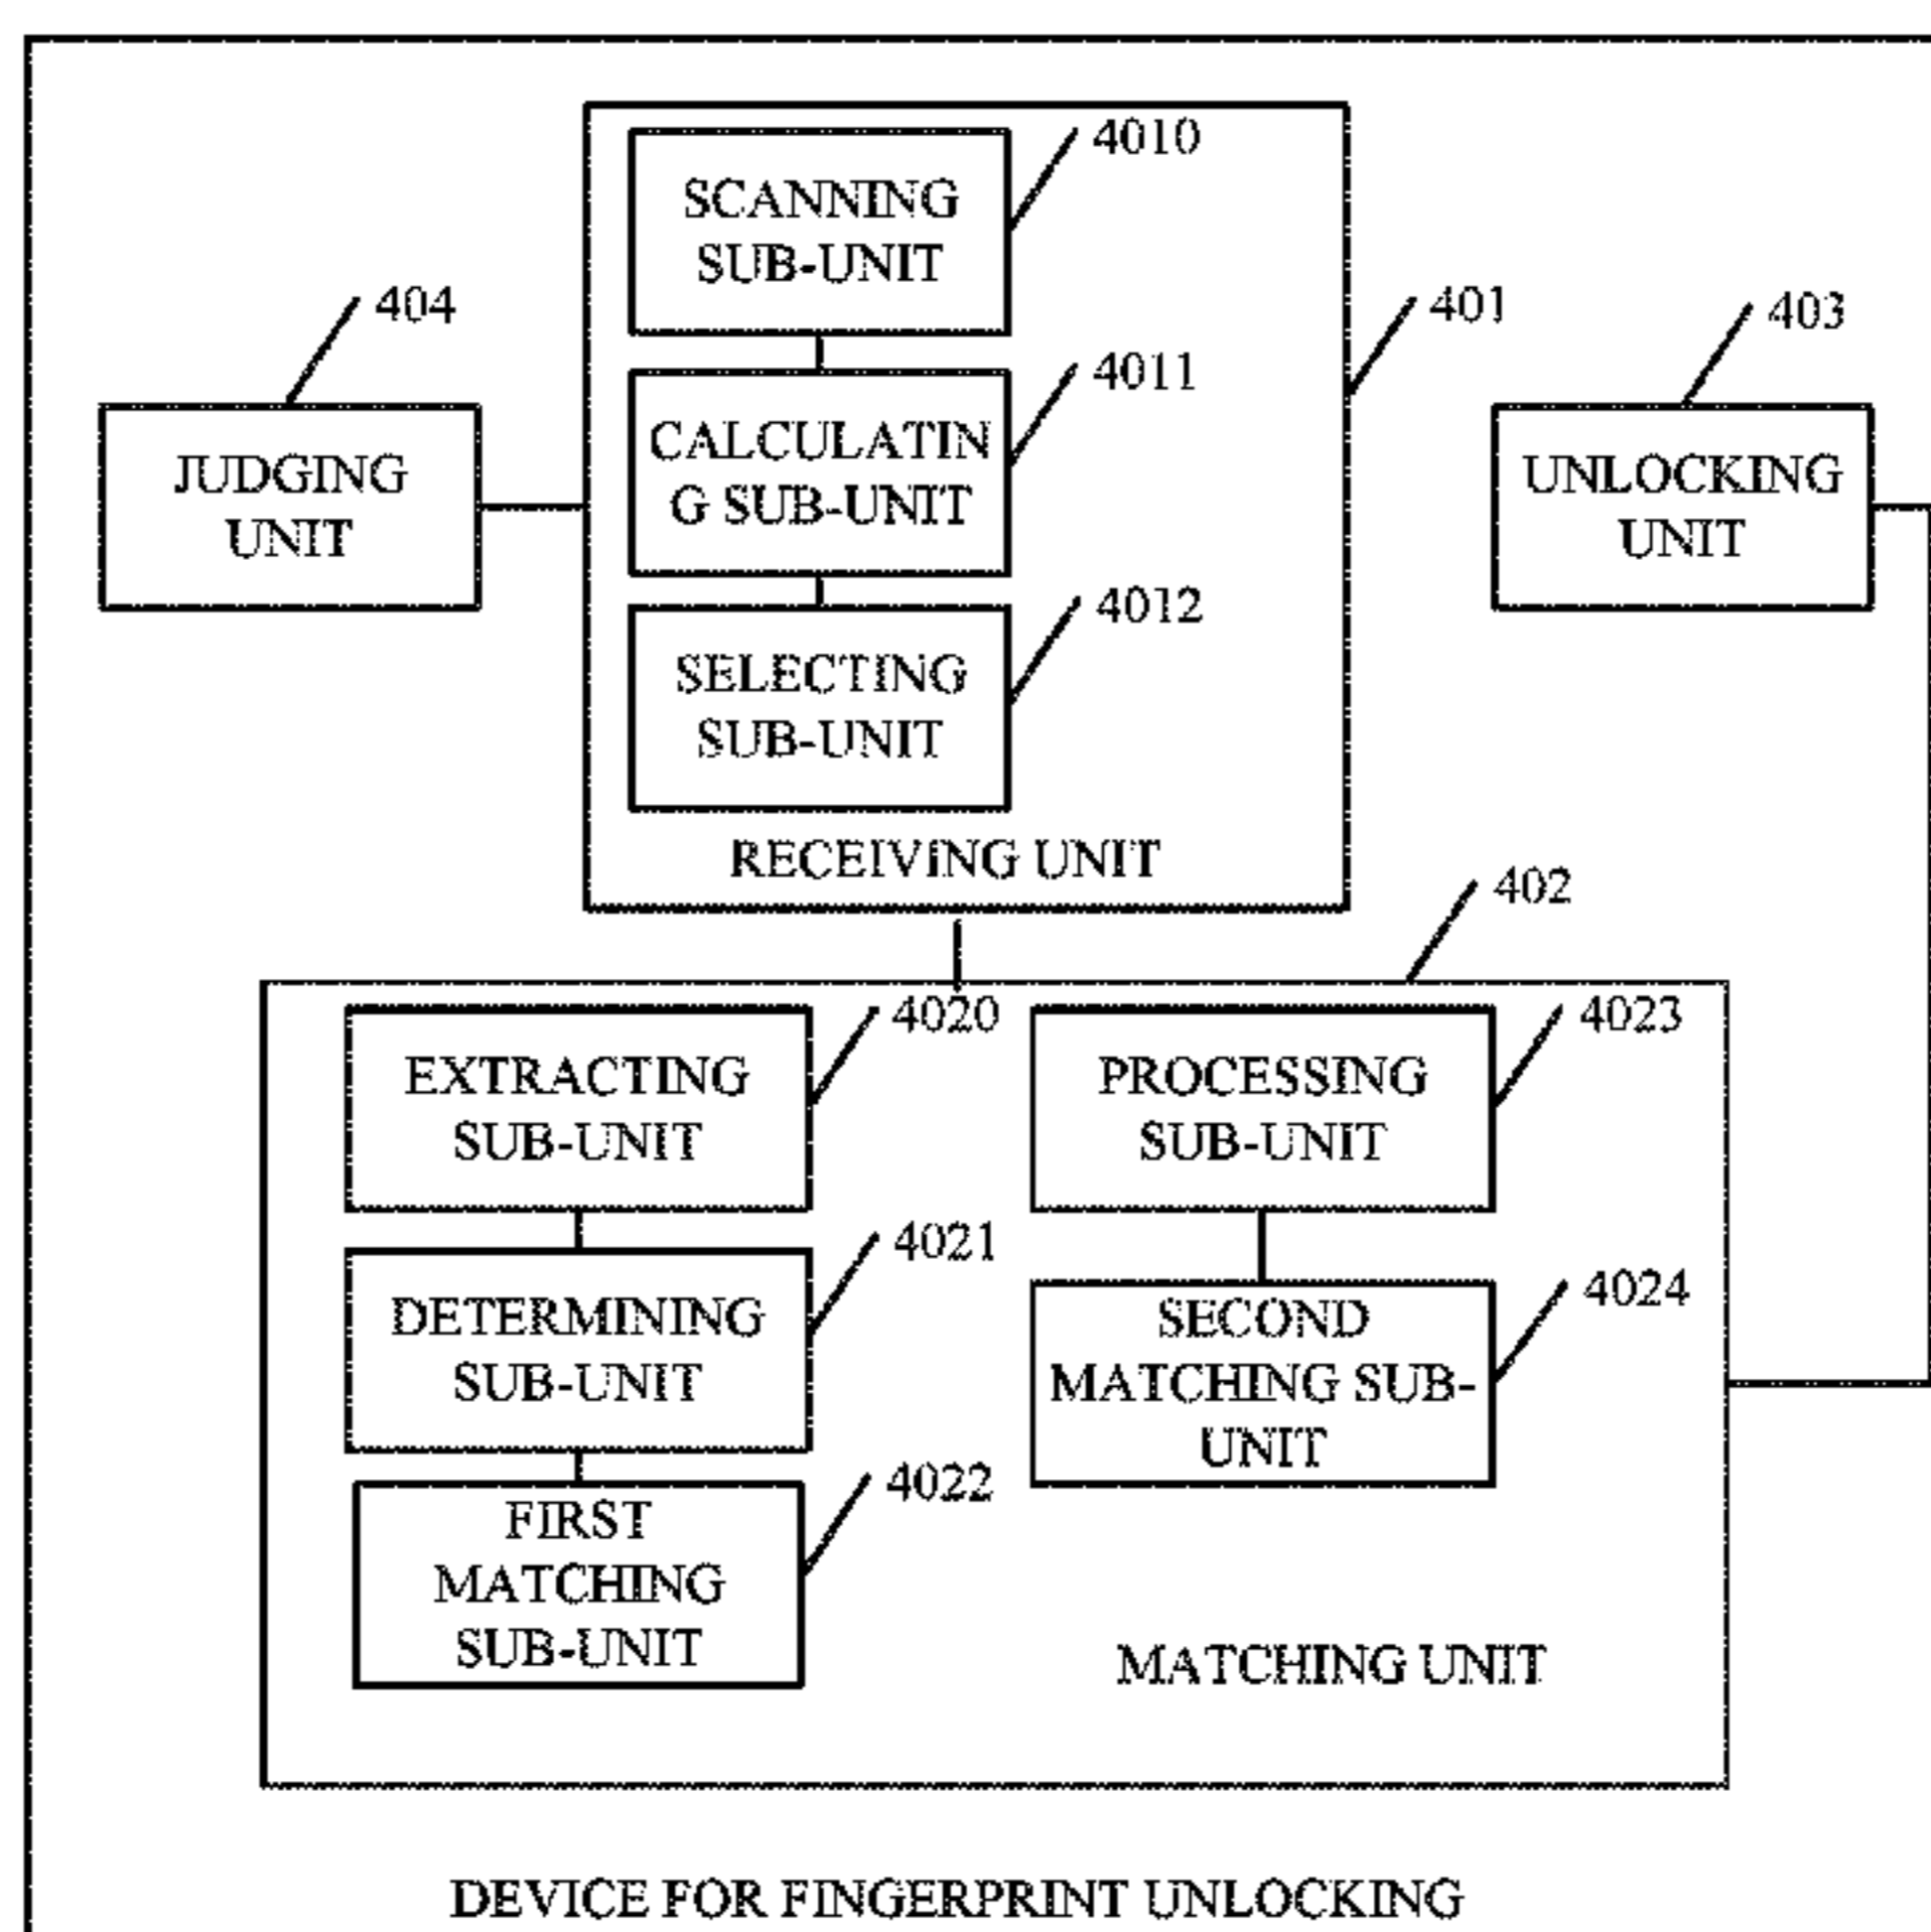 4010
SCANNING
SUB-UNIT
404
401
403
4011
JUDGING
UNIT
CALCULATIN
G SUB-UNIT
UNLOCKING
UNIT
4012
SELECTING
SUB-UNIT
RECEIVING UNIT
402
4020
EXTRACTING
SUB-UNIT
4023
PROCESSING
SUB-UNIT
4021
DETERMINING
SUB-UNIT
4024
SECOND
MATCHING SUB-
UNIT
4022
FIRST
MATCHING
SUB-UNIT
MATCHING UNIT
DEVICE FOR FINGERPRINT UNLOCKING